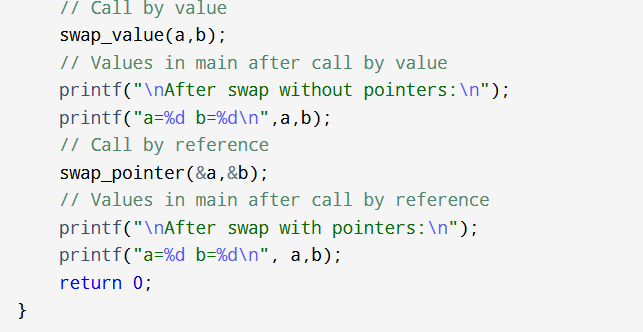 // Call by value
swap_value(a,b);
// Values in main after call by value
printf("\nAfter swap without pointers:\n");
printf("a=%d b=%d\n",a,b);
// Call by reference
swap_pointer(&a,&b);
// Values in main after call by reference
printf("\nAfter swap with pointers:\n");
printf("a=%d b=%d\n", a,b);
return 0;
}